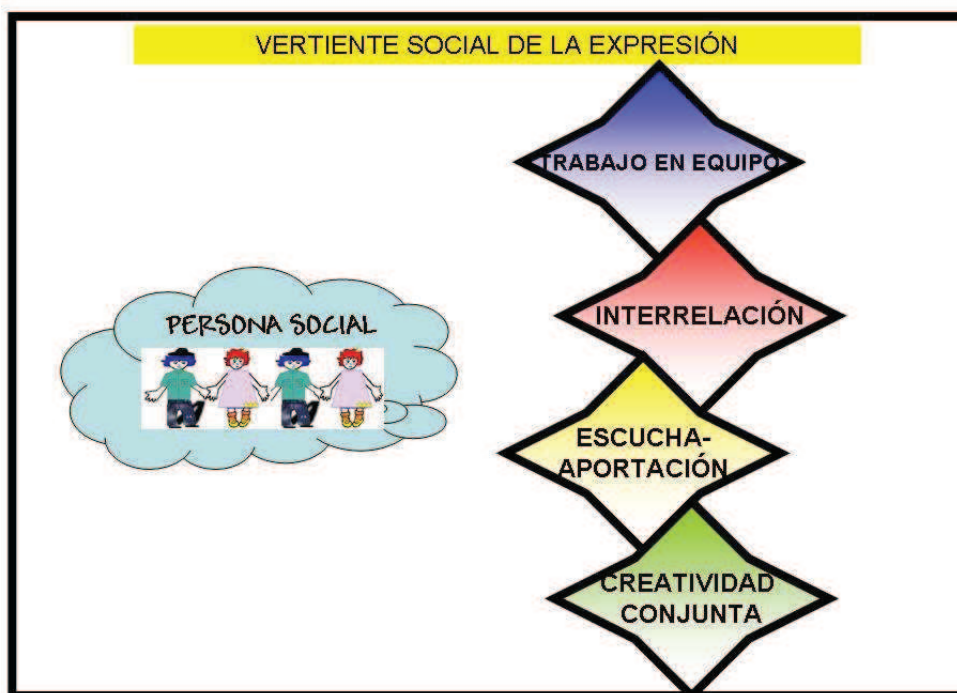 VERTIENTE SOCIAL DE LA EXPRESIÓN
PERSONA SOCIAL
TRABAJO EN EQUIPO
INTERRELACIÓN
ESCUCHA-
APORTACIÓN
CREATIVIDAD
CONJUNTA